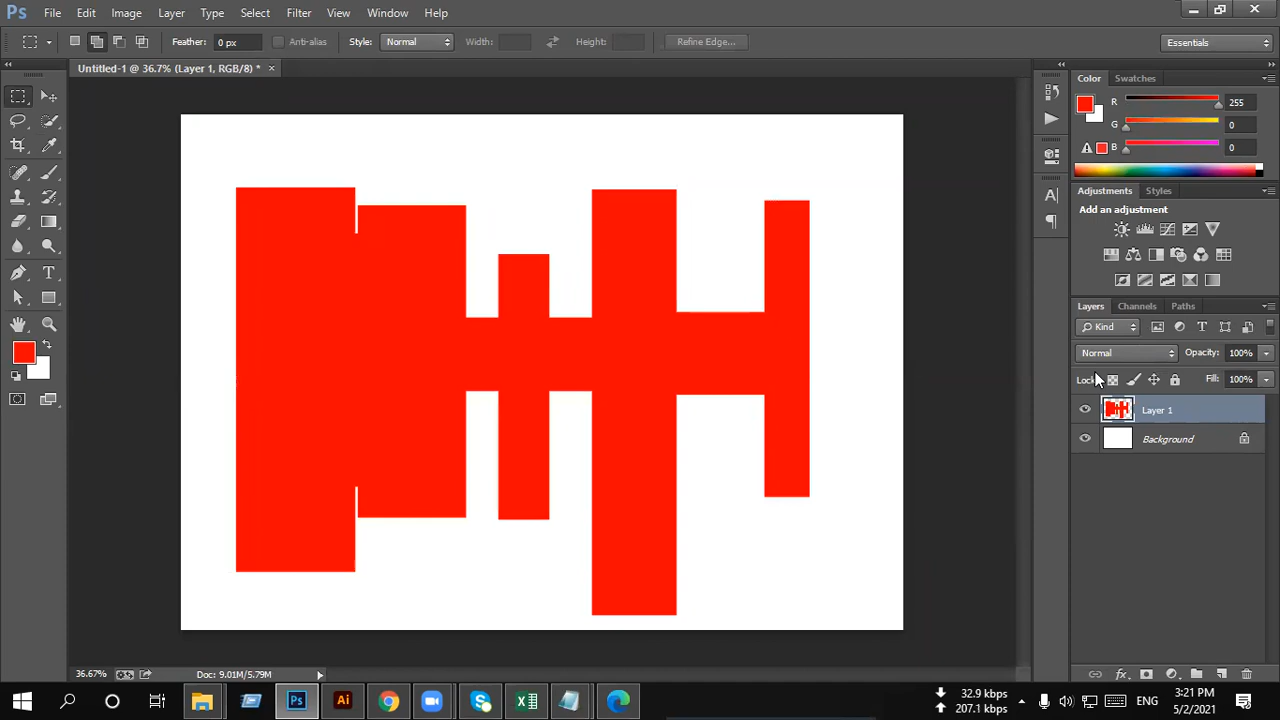 Ps File Edit Image Layer Type Select Filter View Window Help
Feather: 0 px Anti-alias Style: Normal Width: Height: Refine Edge... Essentials
Untitled-1 @ 36.7% (Layer 1, RGB/8) * ×
Color Swatches
R 255
G 0
B 0
Adjustments Styles
Add an adjustment
Layers Channels Paths
Kind
Normal Opacity: 100%
Lock: Fill: 100%
Layer 1
Background
36.67% Doc: 9.01M/5.79M
Ps Ai 32.9 kbps
207.1 kbps
ENG
3:21 PM
5/2/2021